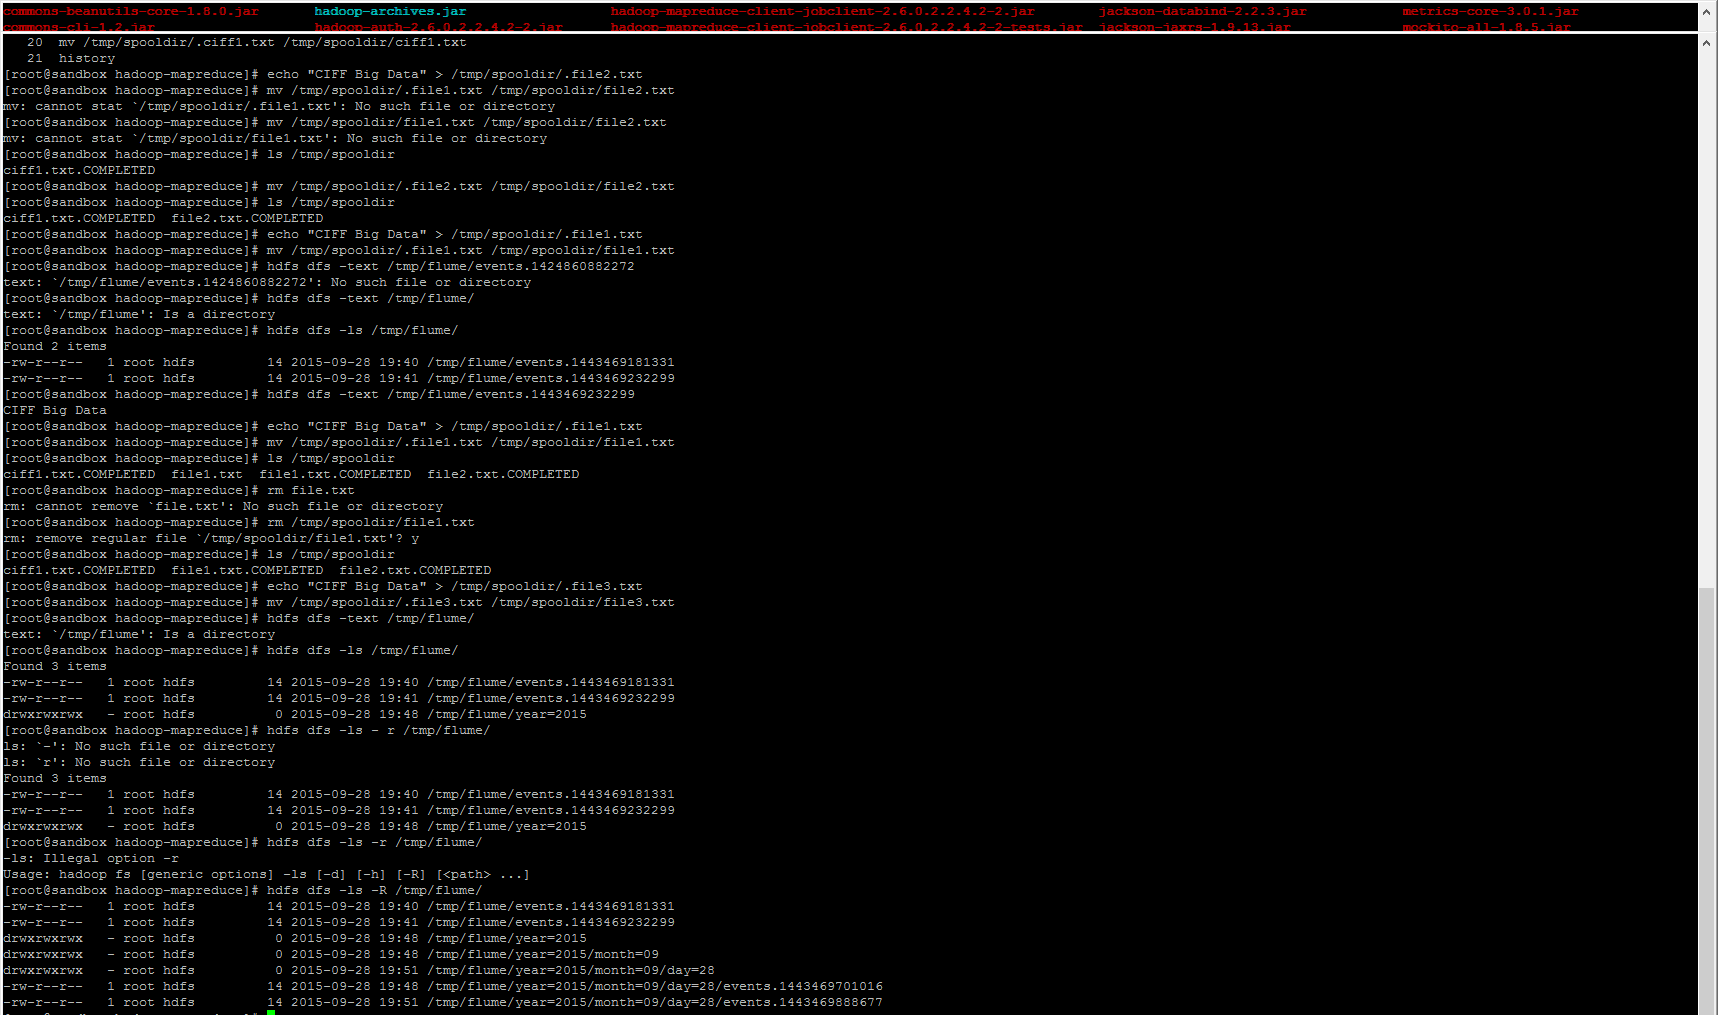 commons-beanutils-core-1.8.0.jar hadoop-archives.jar hadoop-mapreduce-client-jobclient-2.6.0.2.2.4.2-2.jar jackson-databind-2.2.3.jar metrics-core-3.0.1.jar
commons-cli-1.2.jar hadoop-auth-2.6.0.2.2.4.2-2.jar hadoop-mapreduce-client-jobclient-2.6.0.2.2.4.2-2-tests.jar jackson-jaxrs-1.9.13.jar mockito-all-1.8.5.jar
20 mv /tmp/spooldir/.ciff1.txt /tmp/spooldir/ciff1.txt
21 history
[root@sandbox hadoop-mapreduce]# echo "CIFF Big Data" > /tmp/spooldir/.file2.txt
[root@sandbox hadoop-mapreduce]# mv /tmp/spooldir/.file1.txt /tmp/spooldir/file2.txt
mv: cannot stat `/tmp/spooldir/.file1.txt': No such file or directory
[root@sandbox hadoop-mapreduce]# mv /tmp/spooldir/file1.txt /tmp/spooldir/file2.txt
mv: cannot stat `/tmp/spooldir/file1.txt': No such file or directory
[root@sandbox hadoop-mapreduce]# ls /tmp/spooldir
ciff1.txt.COMPLETED
[root@sandbox hadoop-mapreduce]# mv /tmp/spooldir/.file2.txt /tmp/spooldir/file2.txt
[root@sandbox hadoop-mapreduce]# ls /tmp/spooldir
ciff1.txt.COMPLETED file2.txt.COMPLETED
[root@sandbox hadoop-mapreduce]# echo "CIFF Big Data" > /tmp/spooldir/.file1.txt
[root@sandbox hadoop-mapreduce]# mv /tmp/spooldir/.file1.txt /tmp/spooldir/file1.txt
[root@sandbox hadoop-mapreduce]# hdfs dfs -text /tmp/flume/events.1424860882272
text: `/tmp/flume/events.1424860882272': No such file or directory
[root@sandbox hadoop-mapreduce]# hdfs dfs -text /tmp/flume/
text: `/tmp/flume': Is a directory
[root@sandbox hadoop-mapreduce]# hdfs dfs -ls /tmp/flume/
Found 2 items
-rw-r--r-- 1 root hdfs 14 2015-09-28 19:40 /tmp/flume/events.1443469181331
-rw-r--r-- 1 root hdfs 14 2015-09-28 19:41 /tmp/flume/events.1443469232299
[root@sandbox hadoop-mapreduce]# hdfs dfs -text /tmp/flume/events.1443469232299
CIFF Big Data
[root@sandbox hadoop-mapreduce]# echo "CIFF Big Data" > /tmp/spooldir/.file1.txt
[root@sandbox hadoop-mapreduce]# mv /tmp/spooldir/.file1.txt /tmp/spooldir/file1.txt
[root@sandbox hadoop-mapreduce]# ls /tmp/spooldir
ciff1.txt.COMPLETED file1.txt file1.txt.COMPLETED file2.txt.COMPLETED
[root@sandbox hadoop-mapreduce]# rm file.txt
rm: cannot remove `file.txt': No such file or directory
[root@sandbox hadoop-mapreduce]# rm /tmp/spooldir/file1.txt
rm: remove regular file `/tmp/spooldir/file1.txt'? y
[root@sandbox hadoop-mapreduce]# ls /tmp/spooldir
ciff1.txt.COMPLETED file1.txt.COMPLETED file2.txt.COMPLETED
[root@sandbox hadoop-mapreduce]# echo "CIFF Big Data" > /tmp/spooldir/.file3.txt
[root@sandbox hadoop-mapreduce]# mv /tmp/spooldir/.file3.txt /tmp/spooldir/file3.txt
[root@sandbox hadoop-mapreduce]# hdfs dfs -text /tmp/flume/
text: `/tmp/flume': Is a directory
[root@sandbox hadoop-mapreduce]# hdfs dfs -ls /tmp/flume/
Found 3 items
-rw-r--r-- 1 root hdfs 14 2015-09-28 19:40 /tmp/flume/events.1443469181331
-rw-r--r-- 1 root hdfs 14 2015-09-28 19:41 /tmp/flume/events.1443469232299
drwxrwxrwx - root hdfs 0 2015-09-28 19:48 /tmp/flume/year=2015
[root@sandbox hadoop-mapreduce]# hdfs dfs -ls - r /tmp/flume/
ls: `-': No such file or directory
ls: `r': No such file or directory
Found 3 items
-rw-r--r-- 1 root hdfs 14 2015-09-28 19:40 /tmp/flume/events.1443469181331
-rw-r--r-- 1 root hdfs 14 2015-09-28 19:41 /tmp/flume/events.1443469232299
drwxrwxrwx - root hdfs 0 2015-09-28 19:48 /tmp/flume/year=2015
[root@sandbox hadoop-mapreduce]# hdfs dfs -ls -r /tmp/flume/
-ls: Illegal option -r
Usage: hadoop fs [generic options] -ls [-d] [-h] [-R] [<path> ...]
[root@sandbox hadoop-mapreduce]# hdfs dfs -ls -R /tmp/flume/
-rw-r--r-- 1 root hdfs 14 2015-09-28 19:40 /tmp/flume/events.1443469181331
-rw-r--r-- 1 root hdfs 14 2015-09-28 19:41 /tmp/flume/events.1443469232299
drwxrwxrwx - root hdfs 0 2015-09-28 19:48 /tmp/flume/year=2015
drwxrwxrwx - root hdfs 0 2015-09-28 19:48 /tmp/flume/year=2015/month=09
drwxrwxrwx - root hdfs 0 2015-09-28 19:51 /tmp/flume/year=2015/month=09/day=28
-rw-r--r-- 1 root hdfs 14 2015-09-28 19:48 /tmp/flume/year=2015/month=09/day=28/events.1443469701016
-rw-r--r-- 1 root hdfs 14 2015-09-28 19:51 /tmp/flume/year=2015/month=09/day=28/events.1443469888677